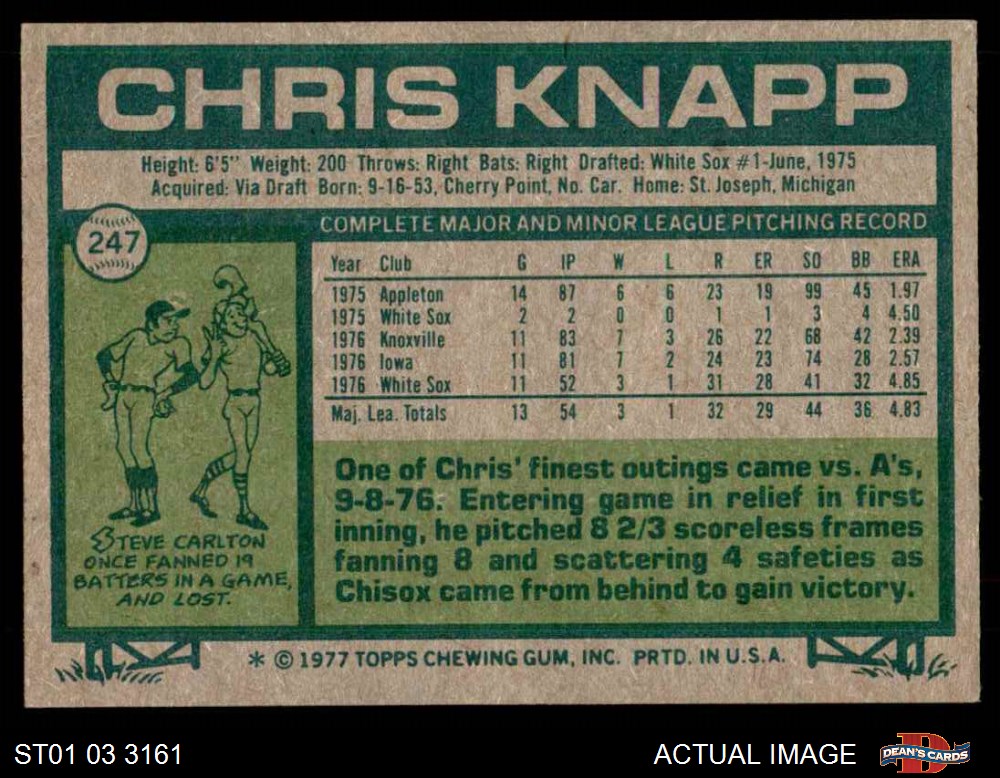 CHRIS KNAPP
Height: 6'5" Weight: 200 Throws: Right Bats: Right Drafted: White Sox #1-June, 1975
Acquired: Via Draft Born: 9-16-53, Cherry Point, No. Car. Home: St. Joseph, Michigan
247
COMPLETE MAJOR AND MINOR LEAGUE PITCHING RECORD
Year Club G IP W L R ER SO BB ERA
1975 Appleton 14 87 6 6 23 19 99 45 1.97
1975 White Sox 2 2 0 0 1 1 3 4 4.50
1976 Knoxville 11 83 7 3 26 22 68 42 2.39
1976 Iowa 11 81 7 2 24 23 74 28 2.57
1976 White Sox 11 52 3 1 31 28 41 32 4.85
Maj. Lea. Totals 13 54 3 1 32 29 44 36 4.83
STEVE CARLTON
ONCE FANNED 19
BATTERS IN A GAME,
AND LOST.
One of Chris' finest outings came vs. A's,
9-8-76. Entering game in relief in first
inning, he pitched 8 2/3 scoreless frames
fanning 8 and scattering 4 safeties as
Chisox came from behind to gain victory.
* © 1977 TOPPS CHEWING GUM, INC. PRTD. IN U.S.A.
ST01 03 3161
ACTUAL IMAGE
D
DEAN'S CARDS